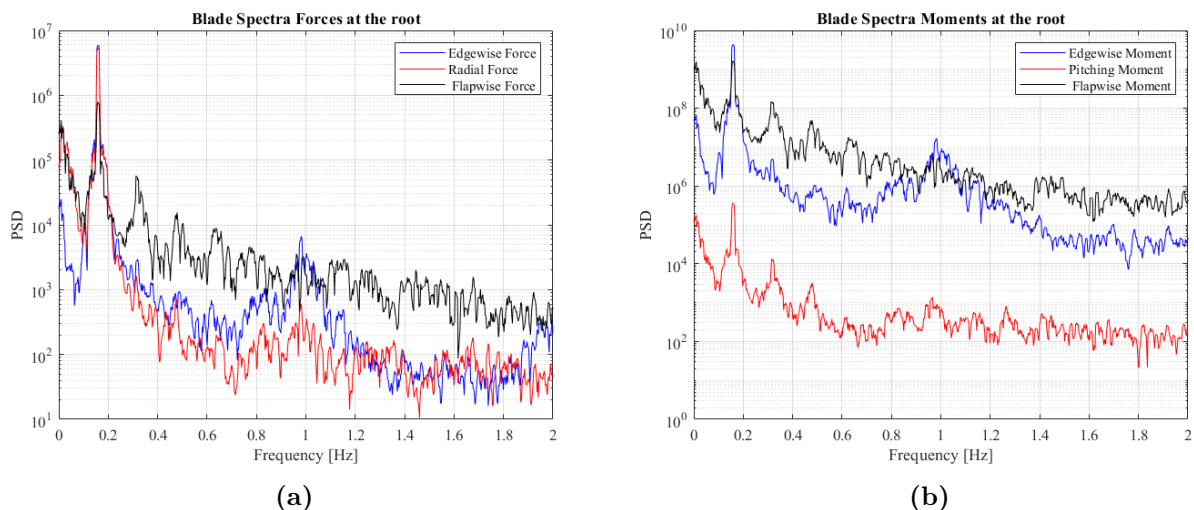 Blade Spectra Forces at the root
10^7
10^6
10^5
10^4
10^3
10^2
10^1
PSD
Edgewise Force
Radial Force
Flapwise Force
0 0.2 0.4 0.6 0.8 1 1.2 1.4 1.6 1.8 2
Frequency [Hz]
(a)
Blade Spectra Moments at the root
10^10
10^8
10^6
10^4
10^2
10^0
PSD
Edgewise Moment
Pitching Moment
Flapwise Moment
0 0.2 0.4 0.6 0.8 1 1.2 1.4 1.6 1.8 2
Frequency [Hz]
(b)